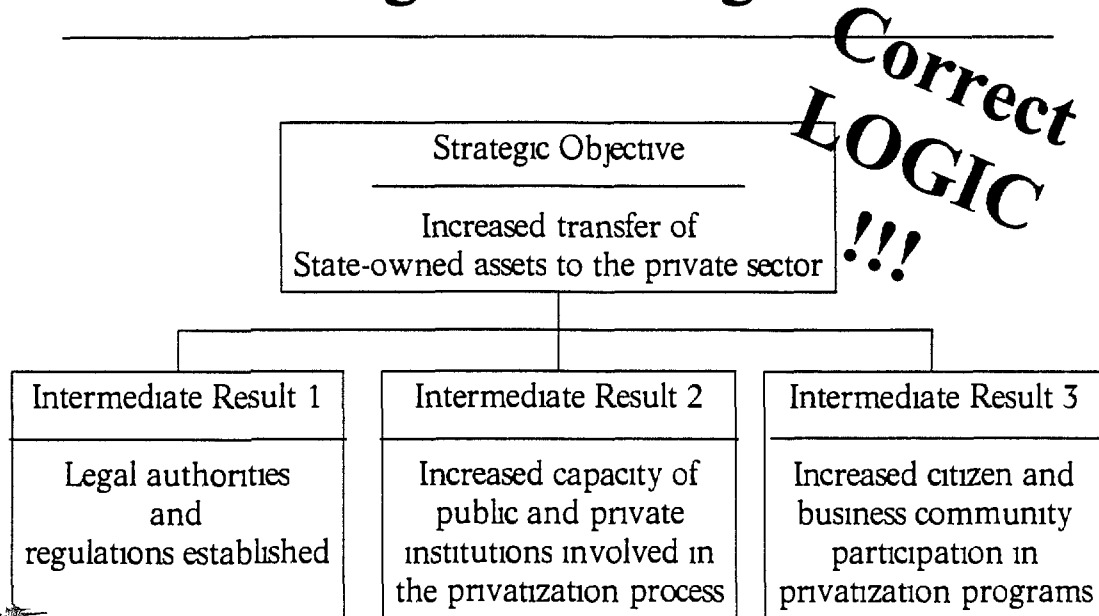 Correct
LOGIC
!!!
Strategic Objective
Increased transfer of
State-owned assets to the private sector
Intermediate Result 1
Legal authorities
and
regulations established
Intermediate Result 2
Increased capacity of
public and private
institutions involved in
the privatization process
Intermediate Result 3
Increased citizen and
business community
participation in
privatization programs